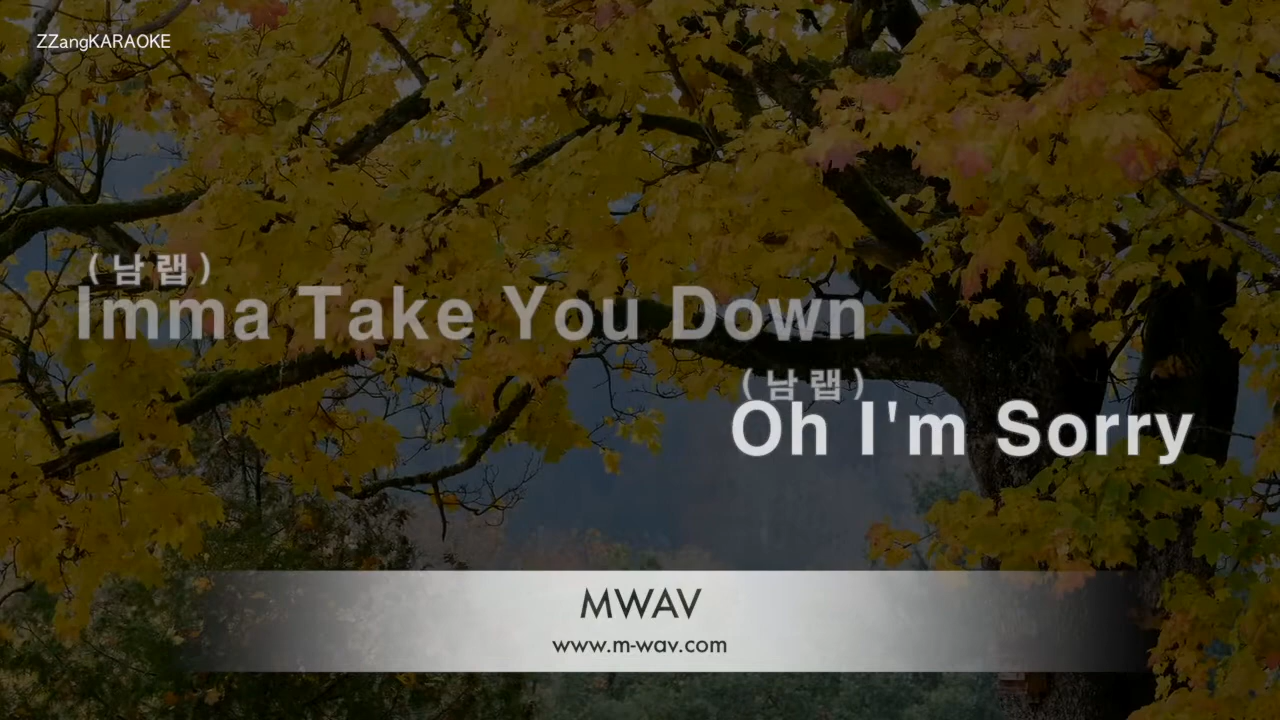 ZZangKARAOKE
(남랩)
Imma Take You Down
(남랩)
Oh I'm Sorry
MWAV
www.m-wav.com